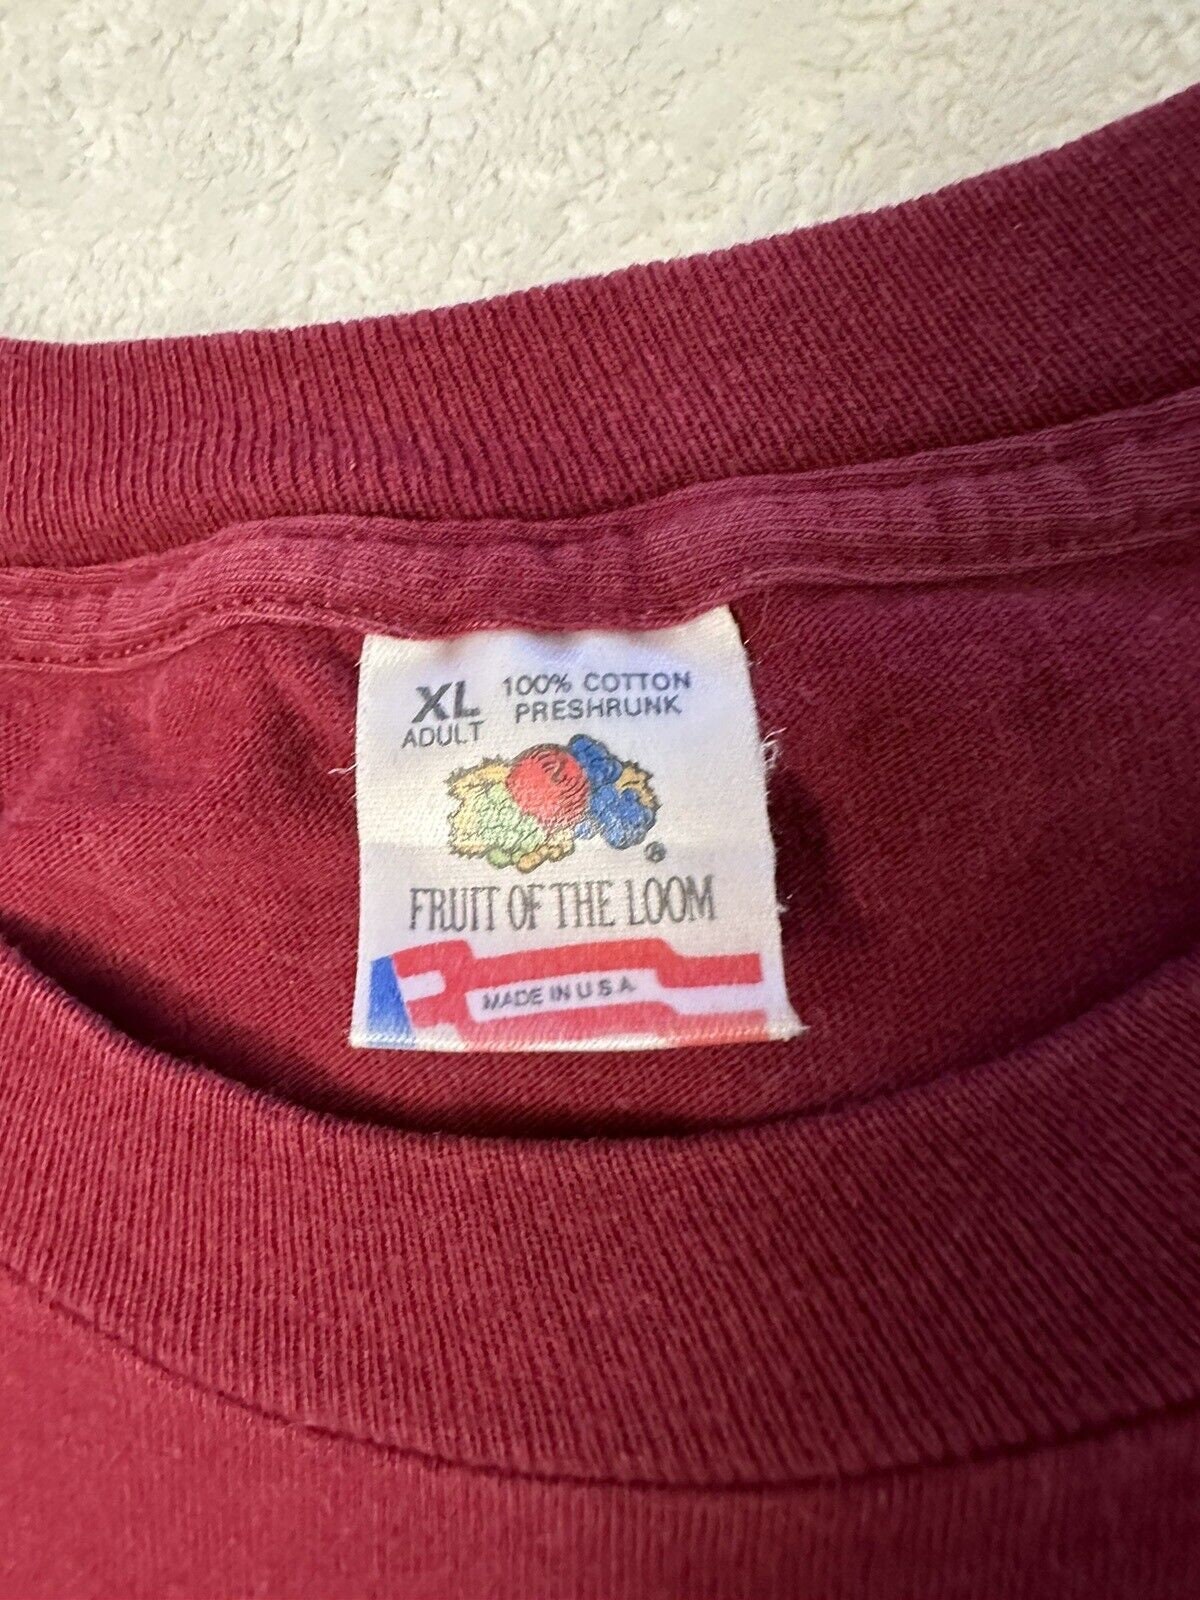 XL
ADULT
100% COTTON
PRESHRUNK
®
FRUIT OF THE LOOM
MADE IN U S A